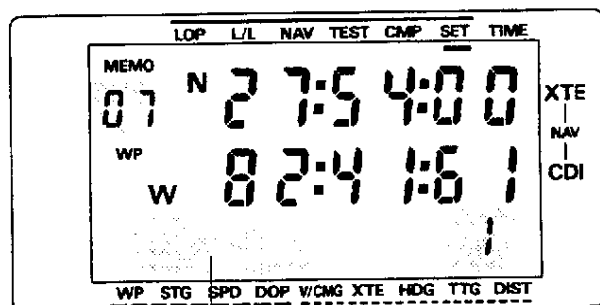 LOP L/L NAV TEST CMP SET TIME
MEMO
07 N 27:54:00
XTE
NAV
CDI
WP
W 82:41:61
1
WP STG SPD DOP V/CMG XTE HDG TTG DIST